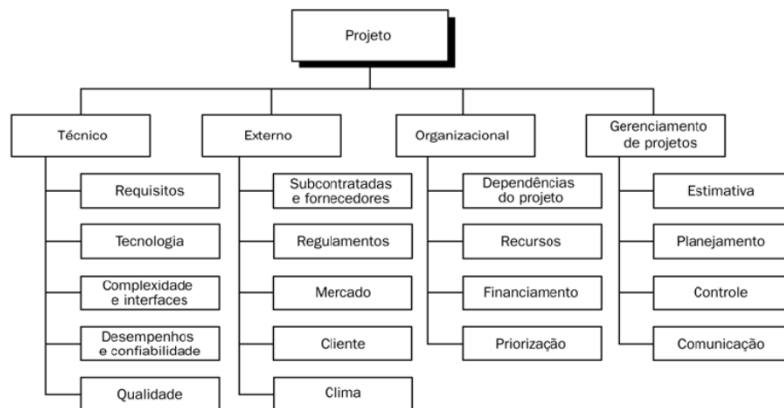 Projeto
Técnico
Externo
Organizacional
Gerenciamento
de projetos
Requisitos
Subcontratadas
e fornecedores
Dependências
do projeto
Estimativa
Tecnologia
Regulamentos
Recursos
Planejamento
Complexidade
e interfaces
Mercado
Financiamento
Controle
Desempenhos
e confiabilidade
Cliente
Priorização
Comunicação
Qualidade
Clima